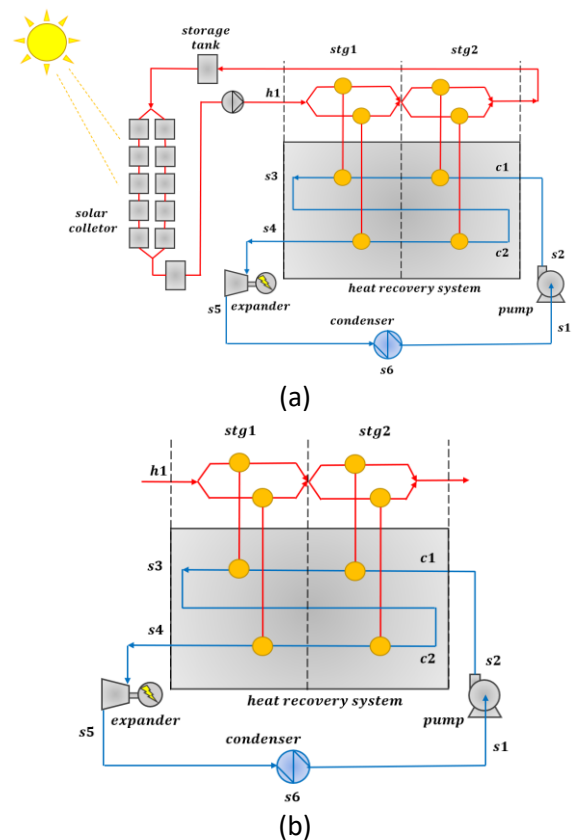 storage
tank
stg1
stg2
h1
s3
c1
solar
colletor
s4
c2
s2
heat recovery system
s5
expander
pump
condenser
s1
s6
(a)
stg1
stg2
h1
s3
c1
s4
c2
s2
heat recovery system
expander
pump
s5
condenser
s1
s6
(b)